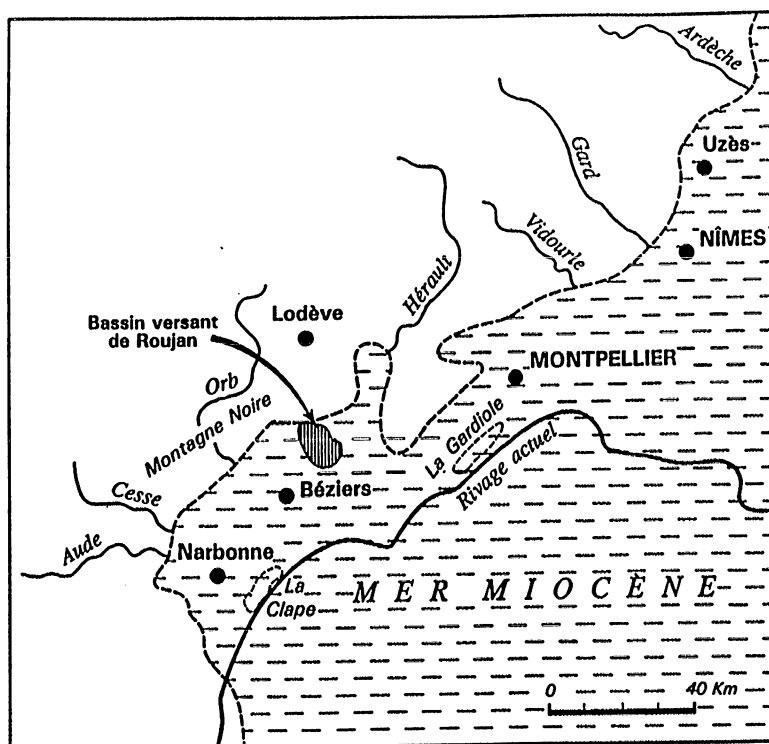 Ardèche
Uzès
Gard
NÎMES
Vidourle
Hérault
Bassin versant
de Roujan
Lodève
MONTPELLIER
Orb
Montagne Noire
La Gardiole
Rivage actuel
Cesse
Béziers
Aude
Narbonne
La
Clape
MER MIOCÈNE
0 40 Km